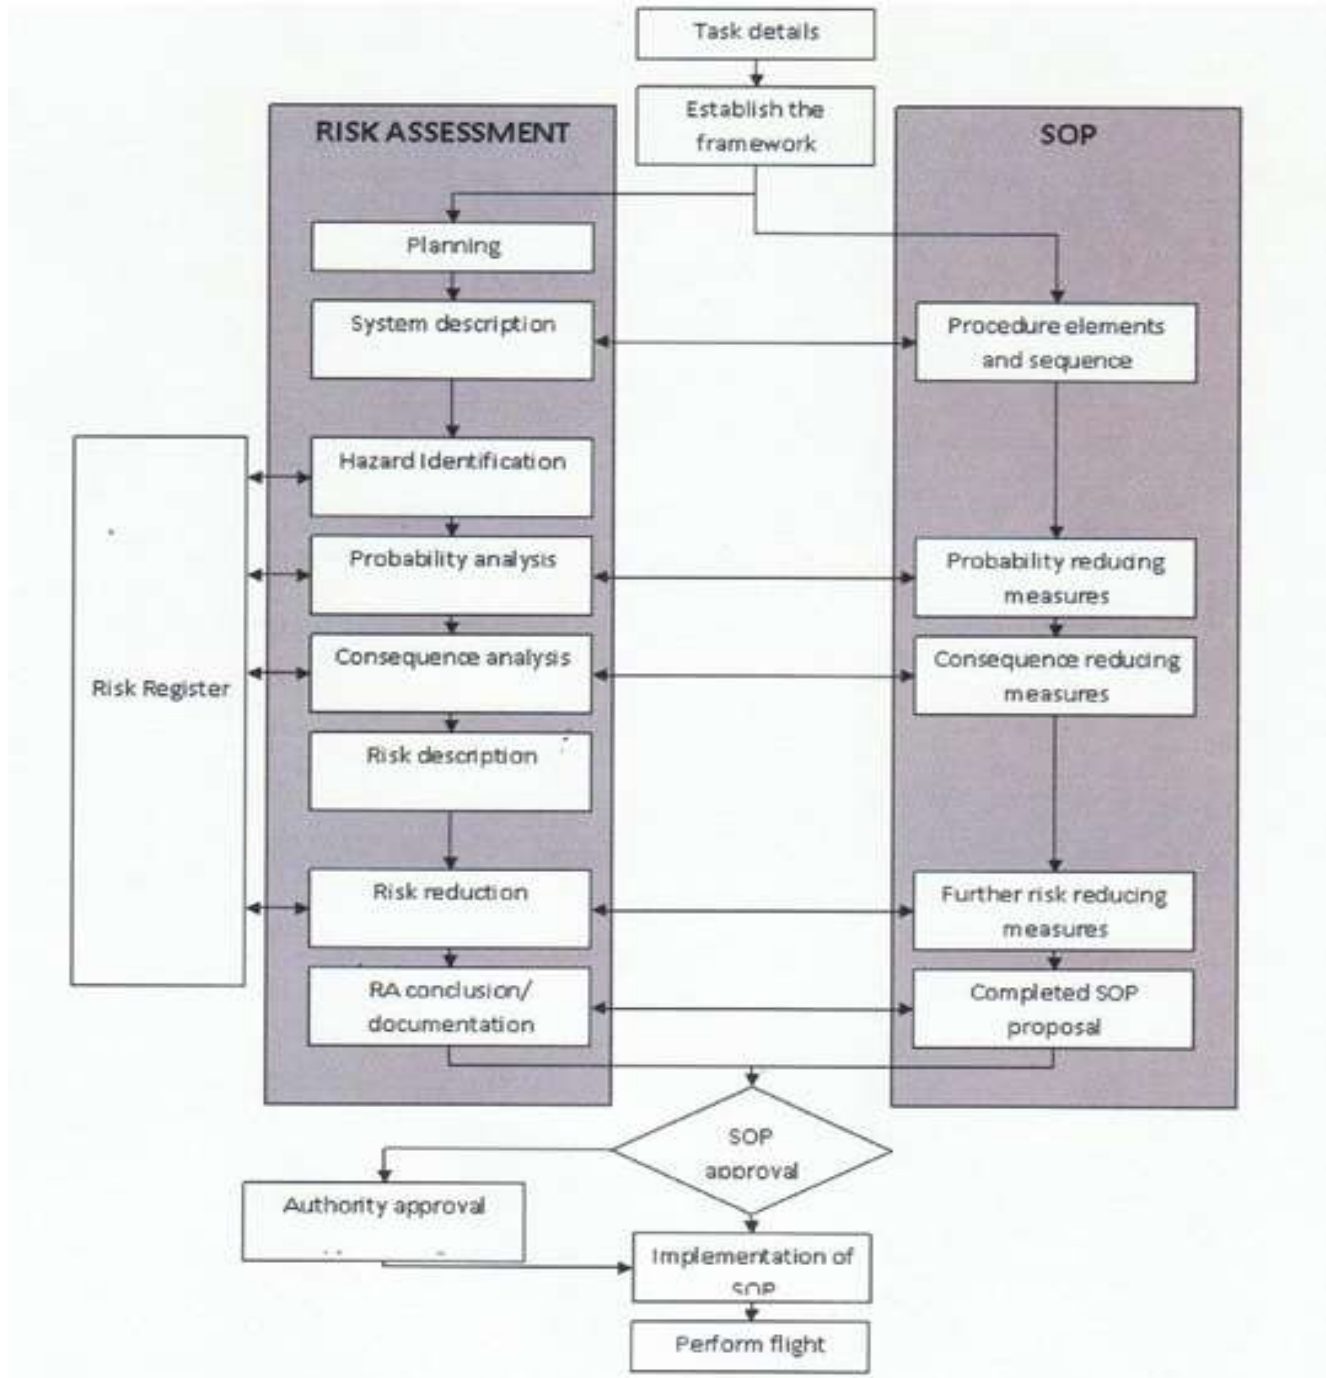 Task details
Establish the
framework
RISK ASSESSMENT
SOP
Planning
System description
Procedure elements
and sequence
Hazard Identification
Probability analysis
Probability reducing
measures
Consequence analysis
Consequence reducing
measures
Risk Register
Risk description
Risk reduction
Further risk reducing
measures
RA conclusion/
documentation
Completed SOP
proposal
SOP
approval
Authority approval
Implementation of
SOP
Perform flight